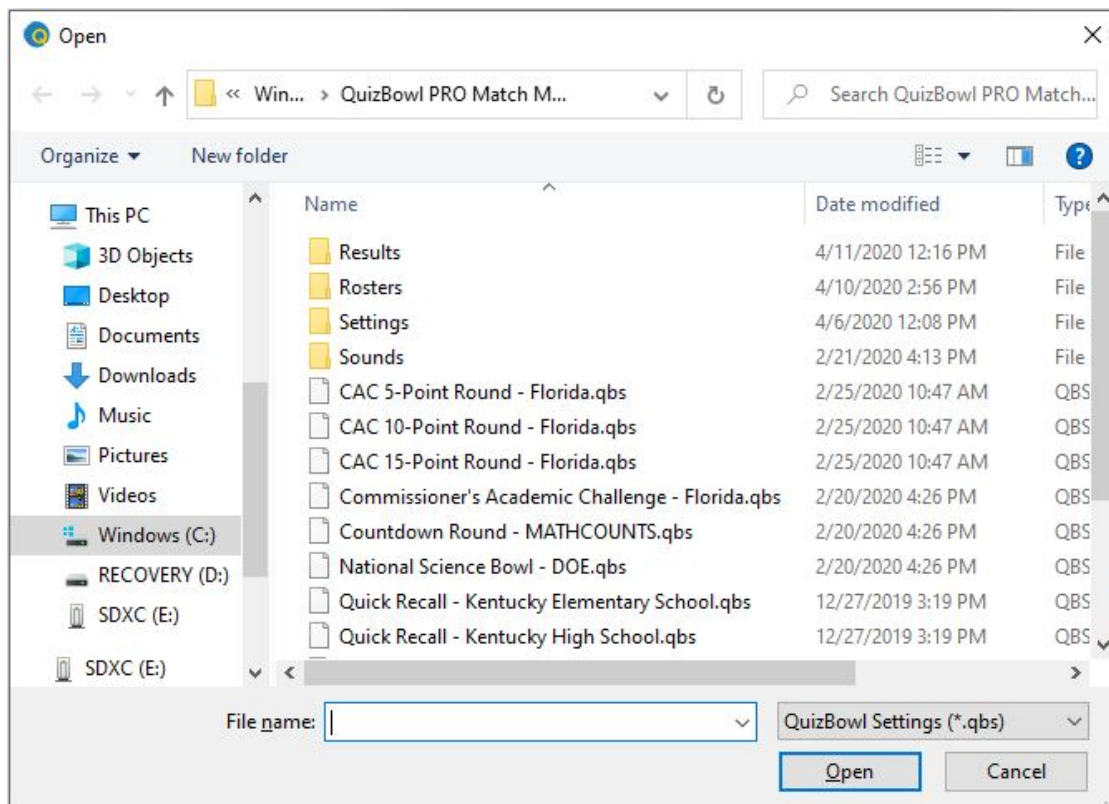 Open
« Win... › QuizBowl PRO Match M...
Search QuizBowl PRO Match...
Organize
New folder
This PC
3D Objects
Desktop
Documents
Downloads
Music
Pictures
Videos
Windows (C:)
RECOVERY (D:)
SDXC (E:)
SDXC (E:)
Name Date modified Type
Results 4/11/2020 12:16 PM File
Rosters 4/10/2020 2:56 PM File
Settings 4/6/2020 12:08 PM File
Sounds 2/21/2020 4:13 PM File
CAC 5-Point Round - Florida.qbs 2/25/2020 10:47 AM QBS
CAC 10-Point Round - Florida.qbs 2/25/2020 10:47 AM QBS
CAC 15-Point Round - Florida.qbs 2/25/2020 10:47 AM QBS
Commissioner's Academic Challenge - Florida.qbs 2/20/2020 4:26 PM QBS
Countdown Round - MATHCOUNTS.qbs 2/20/2020 4:26 PM QBS
National Science Bowl - DOE.qbs 2/20/2020 4:26 PM QBS
Quick Recall - Kentucky Elementary School.qbs 12/27/2019 3:19 PM QBS
Quick Recall - Kentucky High School.qbs 12/27/2019 3:19 PM QBS
File name:
QuizBowl Settings (*.qbs)
Open
Cancel